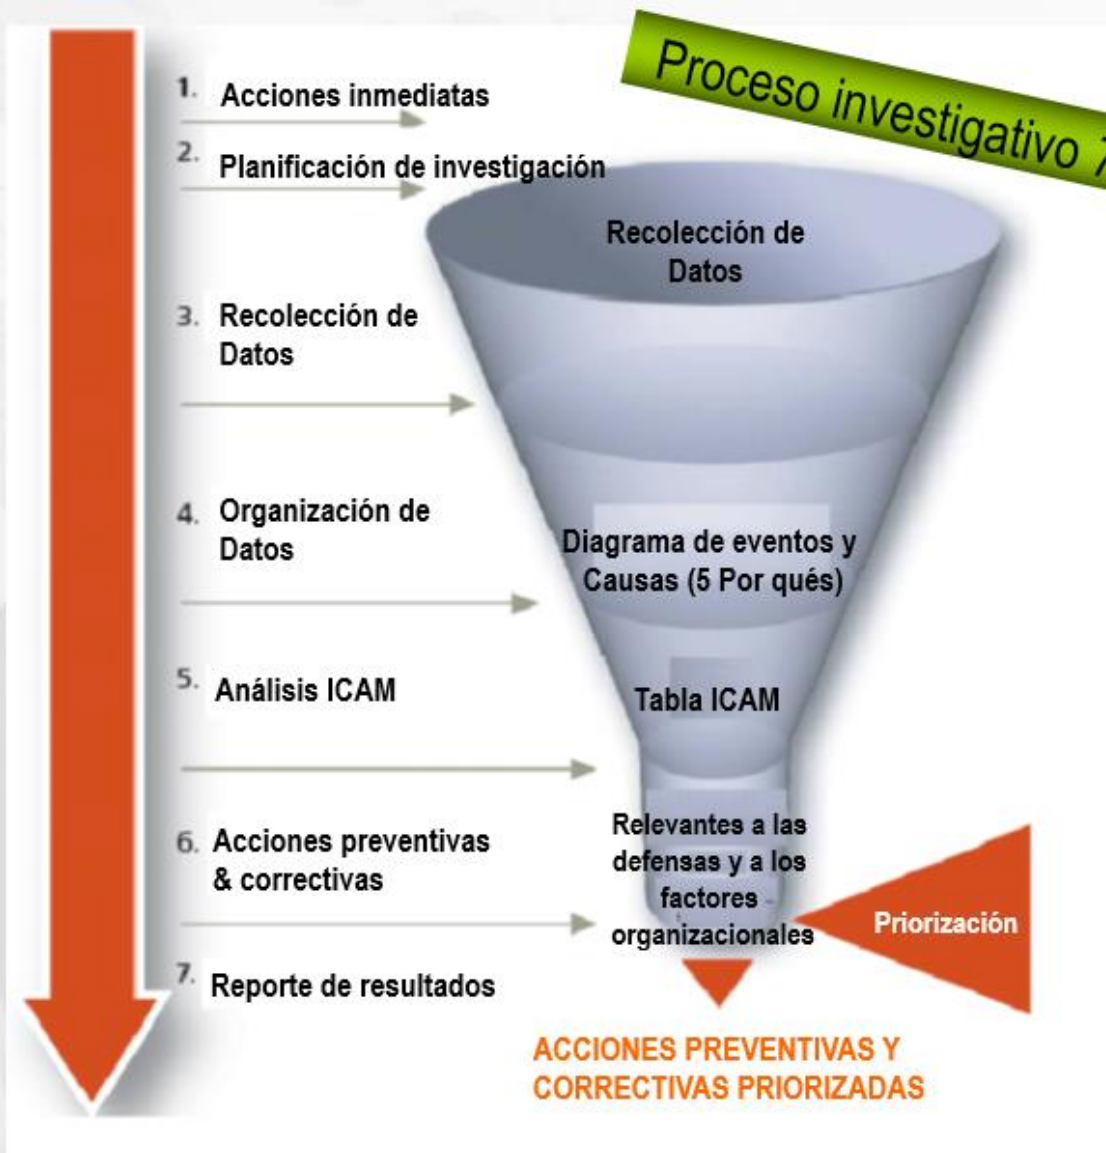 Proceso investigativo 7
1. Acciones inmediatas
2. Planificación de investigación
Recolección de
Datos
3. Recolección de
Datos
4. Organización de
Datos
Diagrama de eventos y
Causas (5 Por qués)
5. Análisis ICAM
Tabla ICAM
6. Acciones preventivas
& correctivas
Relevantes a las
defensas y a los
factores
organizacionales
Priorización
7. Reporte de resultados
ACCIONES PREVENTIVAS Y
CORRECTIVAS PRIORIZADAS